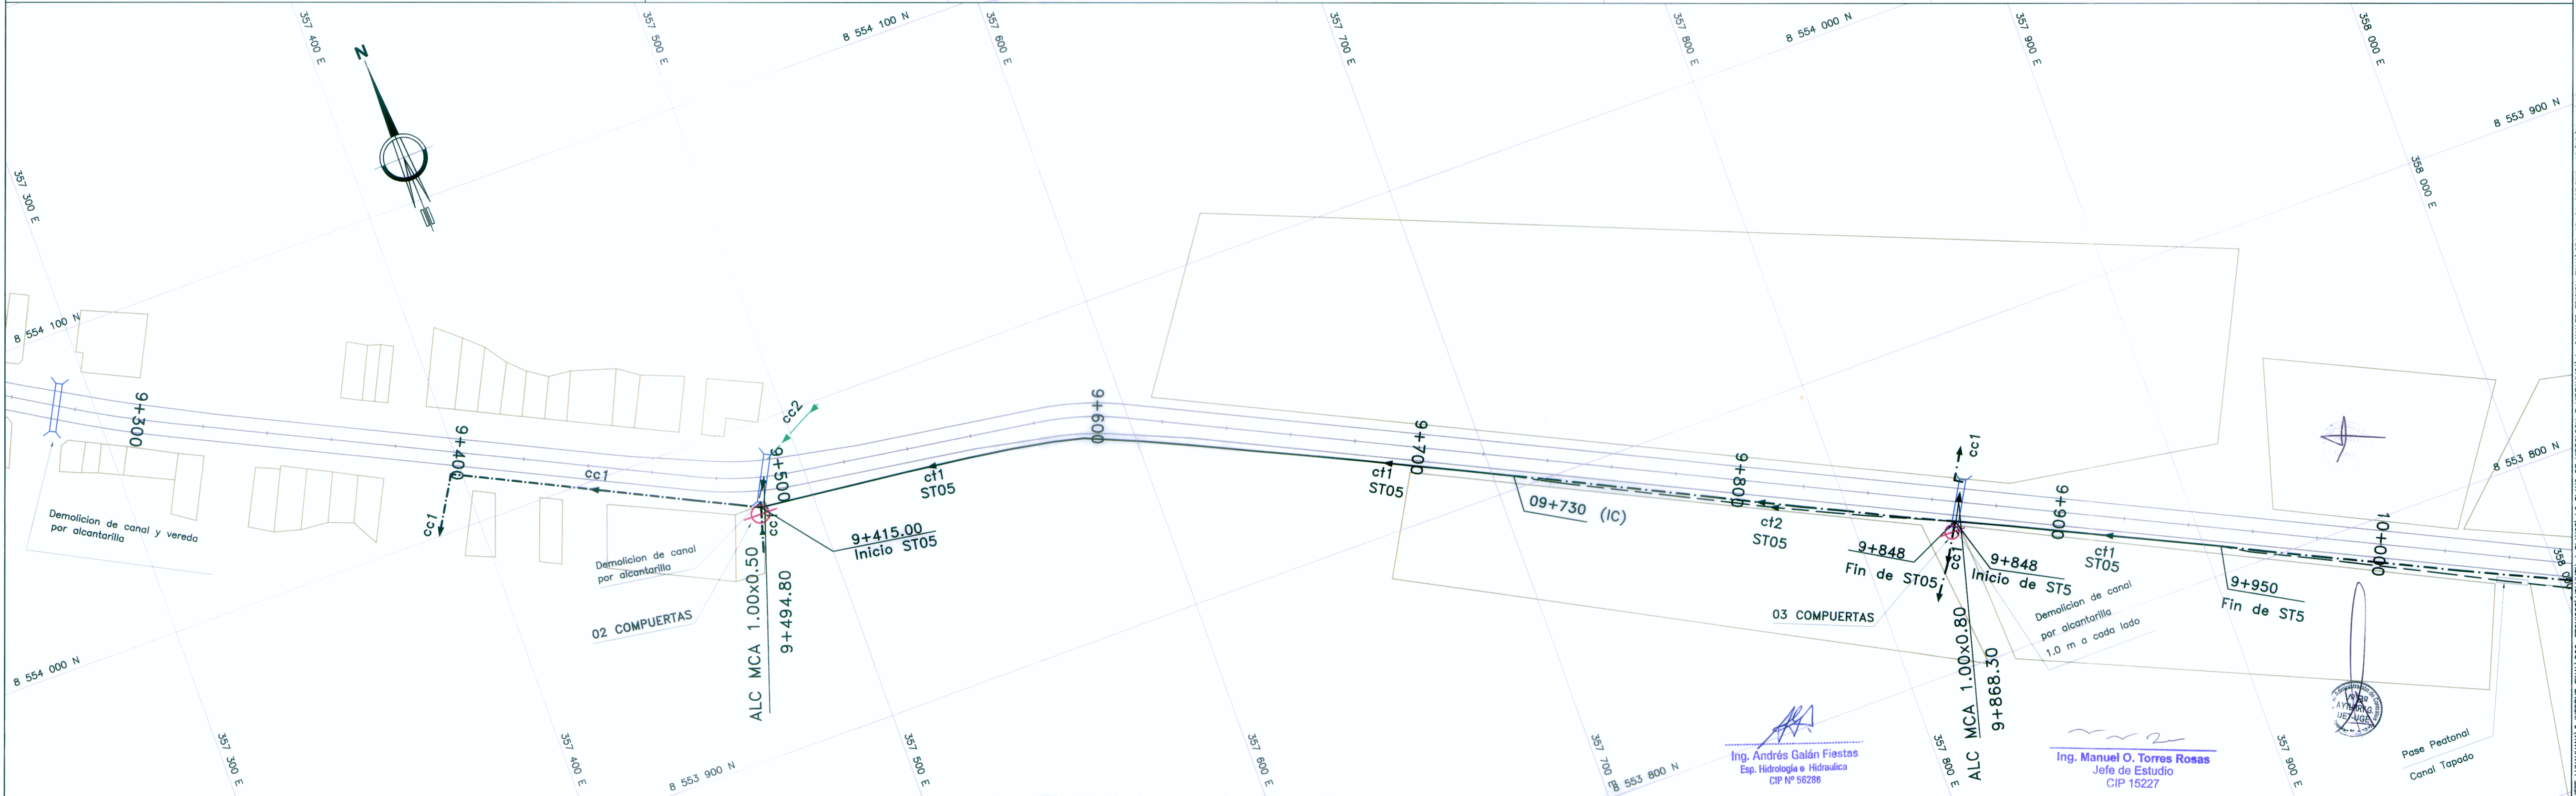 357 400 E
357 500 E
8 554 100 N
357 600 E
357 700 E
357 800 E
8 554 000 N
357 900 E
358 000 E
8 553 900 N
N
357 300 E
358 000 E
8 554 100 N
9+300
9+400
cc1
cc1
Demolicion de canal y vereda
por alcantarilla
cc2
9+500
cc1
ct1
ST05
9+415.00
Inicio ST05
Demolicion de canal
por alcantarilla
02 COMPUERTAS
ALC MCA 1.00x0.50
9+494.80
9+600
9+700
ct1
ST05
09+730 (IC)
9+800
ct2
ST05
cc1
cc1
9+848
Fin de ST05
9+848
Inicio de ST5
03 COMPUERTAS
ALC MCA 1.00x0.80
9+868.30
Demolicion de canal
por alcantarilla
1.0 m a cada lado
9+900
ct1
ST05
9+950
Fin de ST5
10+000
8 553 800 N
Pase Peatonal
Canal Tapado
8 554 000 N
357 300 E
357 400 E
8 553 900 N
357 500 E
357 600 E
357 700 E
8 553 800 N
357 800 E
357 900 E
Ing. Andrés Galán Fiestas
Esp. Hidrología e Hidraulica
CIP Nº 56286
Ing. Manuel O. Torres Rosas
Jefe de Estudio
CIP 15227